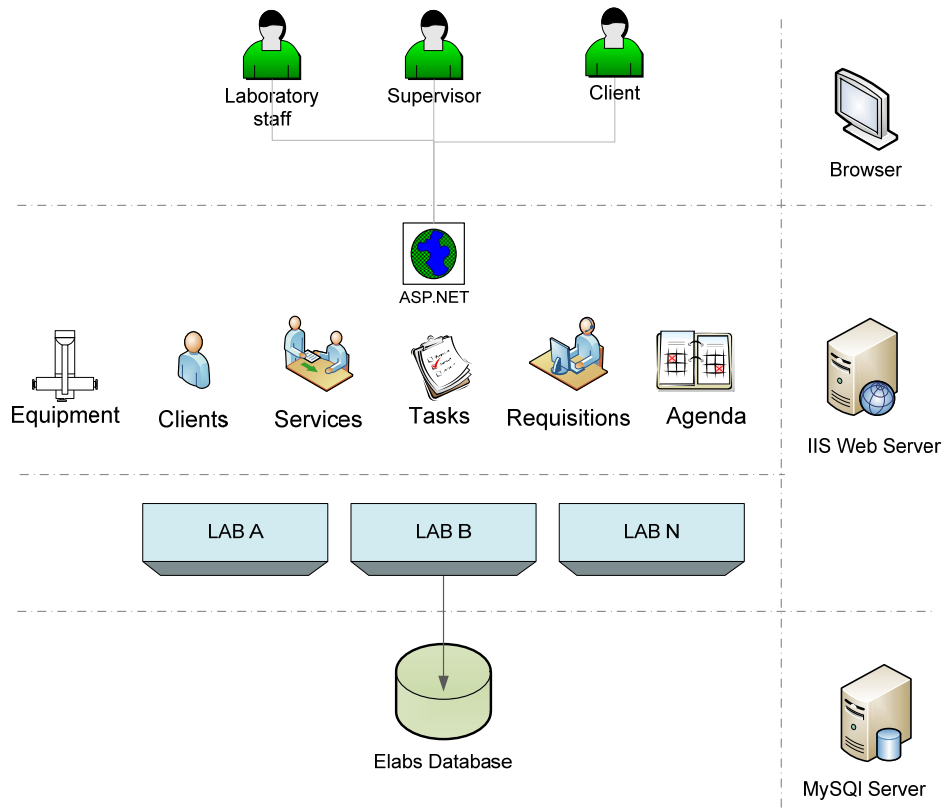 Laboratory
staff
Supervisor
Client
Browser
ASP.NET
Equipment
Clients
Services
Tasks
Requisitions
Agenda
IIS Web Server
LAB A
LAB B
LAB N
Elabs Database
MySQl Server